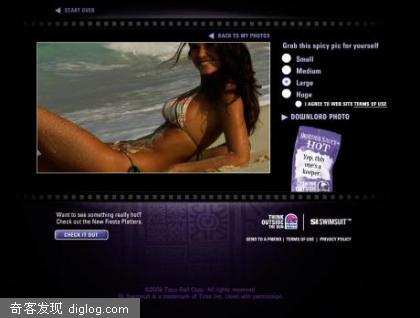 START OVER
BACK TO MY PHOTOS
Grab this spicy pic for yourself
Small
Medium
Large
Huge
I AGREE TO WEB SITE TERMS OF USE
DOWNLOAD PHOTO
HOT
Yep, this
one's a
keeper.
Want to see something really hot?
Check out the New Fiesta Platters.
CHECK IT OUT
THINK
OUTSIDE
THE BUN
SI SWIMSUIT
SEND TO A FRIEND | TERMS OF USE | PRIVACY POLICY
©2009 Taco Bell Corp. All rights reserved.
SI Swimsuit is a trademark of Time Inc. Used with permission.
奇客发现 diglog.com